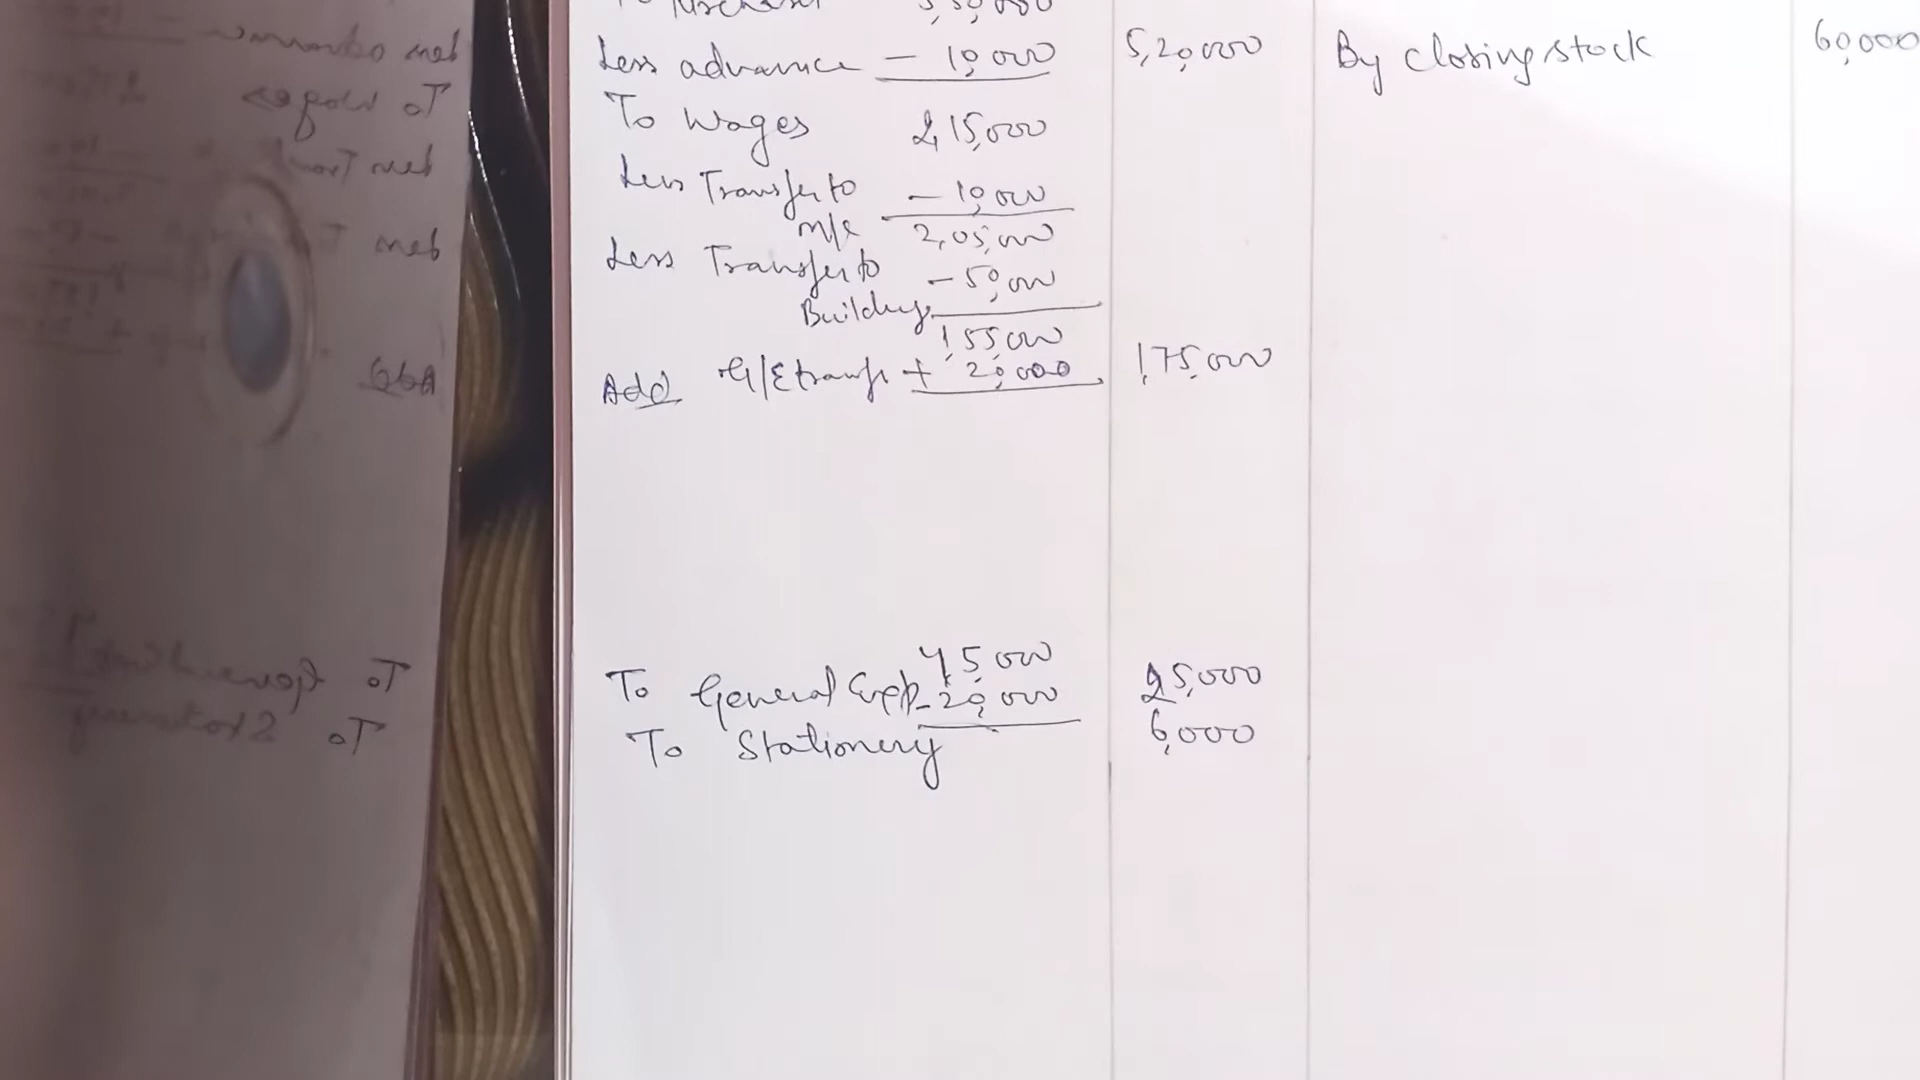 Less advance - 10,000 5,20,000 By closing stock 60,000
To Wages 2,15,000
Less Transfer to - 10,000
m/c 2,05,000
Less Transfer to - 50,000
Building
1,55,000
Add G/E transfr + 20,000 1,75,000
45,000
To General Exp - 20,000 25,000
To Stationery 6,000